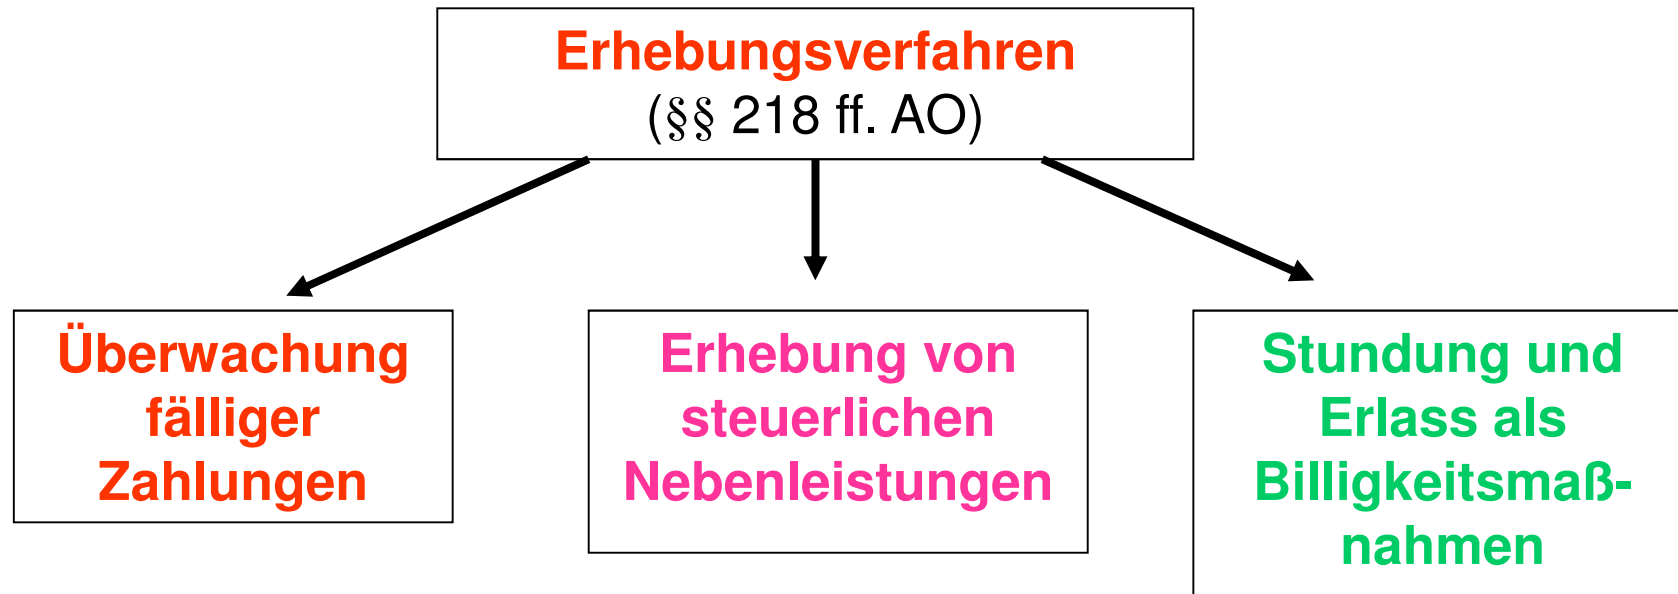 Erhebungsverfahren
(§§ 218 ff. AO)
Überwachung
fälliger
Zahlungen
Erhebung von
steuerlichen
Nebenleistungen
Stundung und
Erlass als
Billigkeitsmaß-
nahmen